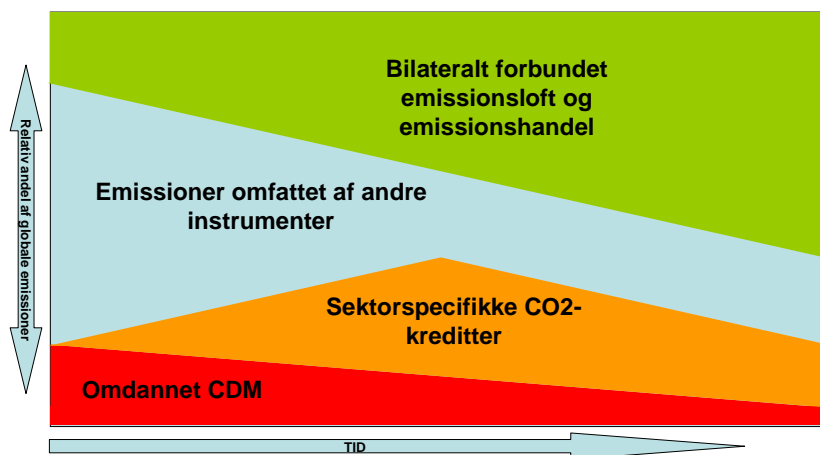 Bilateralt forbundet
emissionsloft og
emissionshandel
Relativ andel af globale emissioner
Emissioner omfattet af andre
instrumenter
Sektorspecifikke CO2-
kreditter
Omdannet CDM
TID